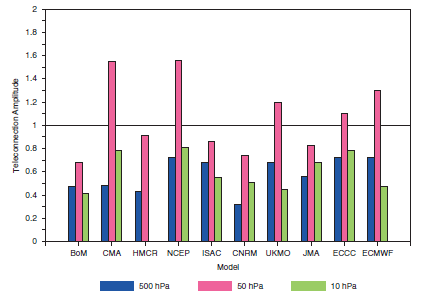 2
1.8
1.6
1.4
1.2
1
0.8
0.6
0.4
0.2
0
Teleconnection Amplitude
BoM CMA HMCR NCEP ISAC CNRM UKMO JMA ECCC ECMWF
Model
500 hPa 50 hPa 10 hPa